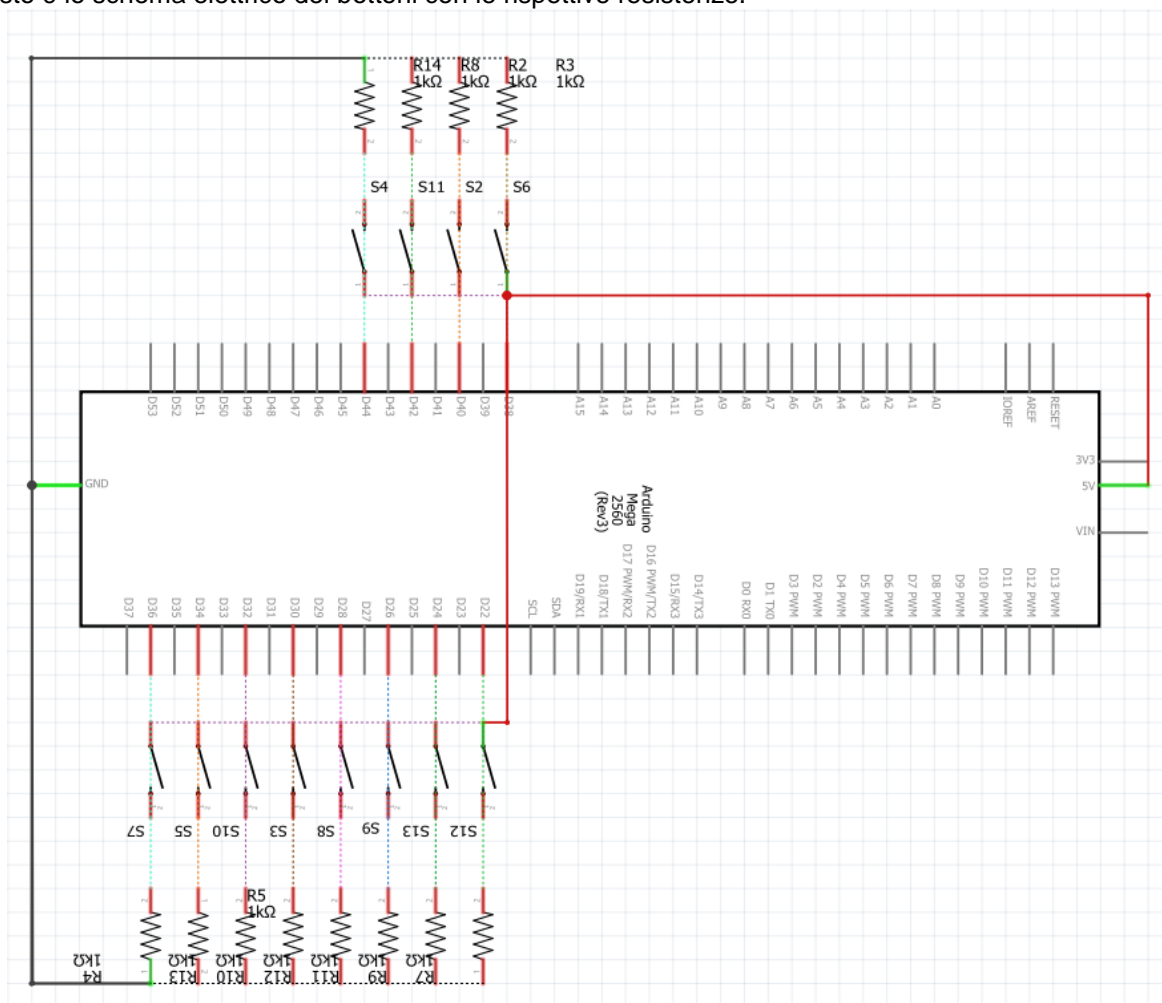 R14 R8 R2 R3
1kΩ 1kΩ 1kΩ 1kΩ
S4 S11 S2 S6
D53 D52 D51 D50 D49 D48 D47 D46 D45 D44 D43 D42 D41 D40 D39 D38 A15 A14 A13 A12 A11 A10 A9 A8 A7 A6 A5 A4 A3 A2 A1 A0 IOREF AREF RESET
3V3
GND
5V
VIN
Arduino
Mega
2560
(Rev3)
D37 D36 D35 D34 D33 D32 D31 D30 D29 D28 D27 D26 D25 D24 D23 D22 SCL SDA D19/RX1 D18/TX1 D17 PWM/RX2 D16 PWM/TX2 D15/RX3 D14/TX3 D0 RX0 D1 TX0 D3 PWM D2 PWM D4 PWM D5 PWM D6 PWM D7 PWM D8 PWM D9 PWM D10 PWM D11 PWM D12 PWM D13 PWM
S7 S5 S10 S3 S8 S9 S13 S12
R5
1kΩ
1kΩ 1kΩ 1kΩ 1kΩ 1kΩ 1kΩ 1kΩ
R4 R13 R10 R12 R11 R9 R7